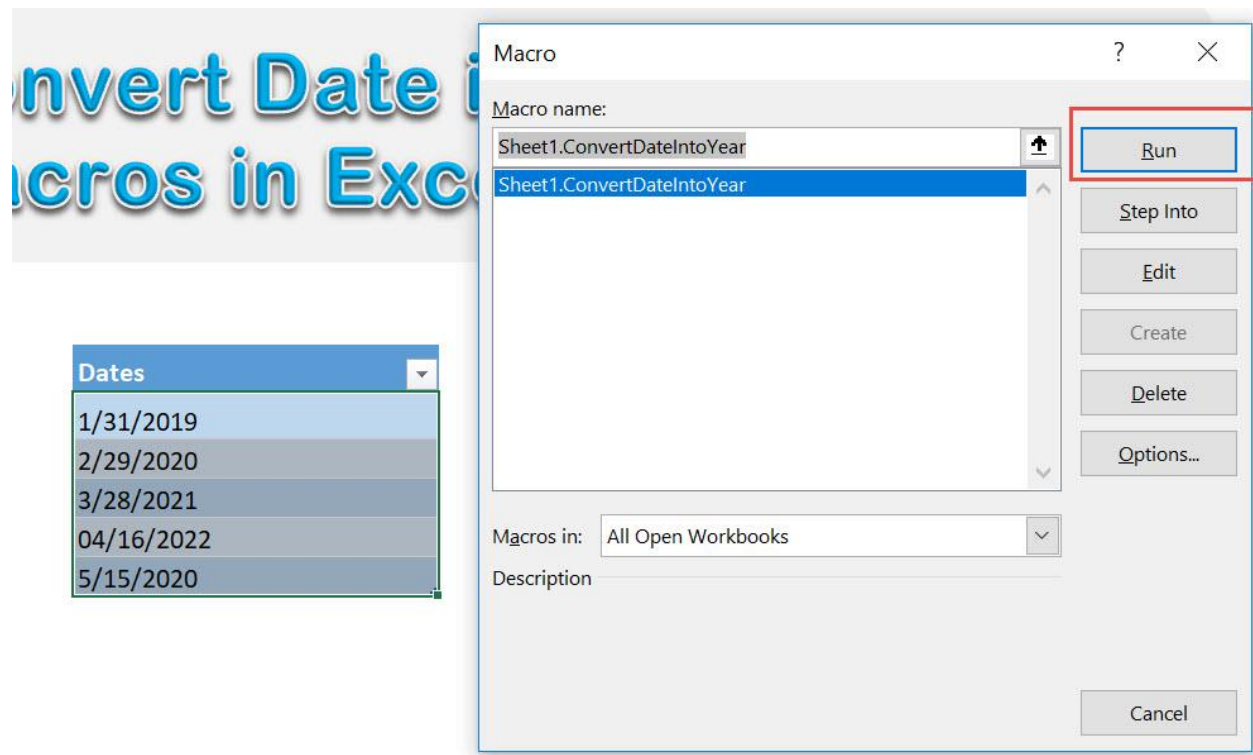 nvert Date i
acros in Exce
Dates
1/31/2019
2/29/2020
3/28/2021
04/16/2022
5/15/2020
Macro
?
Macro name:
Sheet1.ConvertDateIntoYear
Sheet1.ConvertDateIntoYear
Run
Step Into
Edit
Create
Delete
Options...
Macros in: All Open Workbooks
Description
Cancel